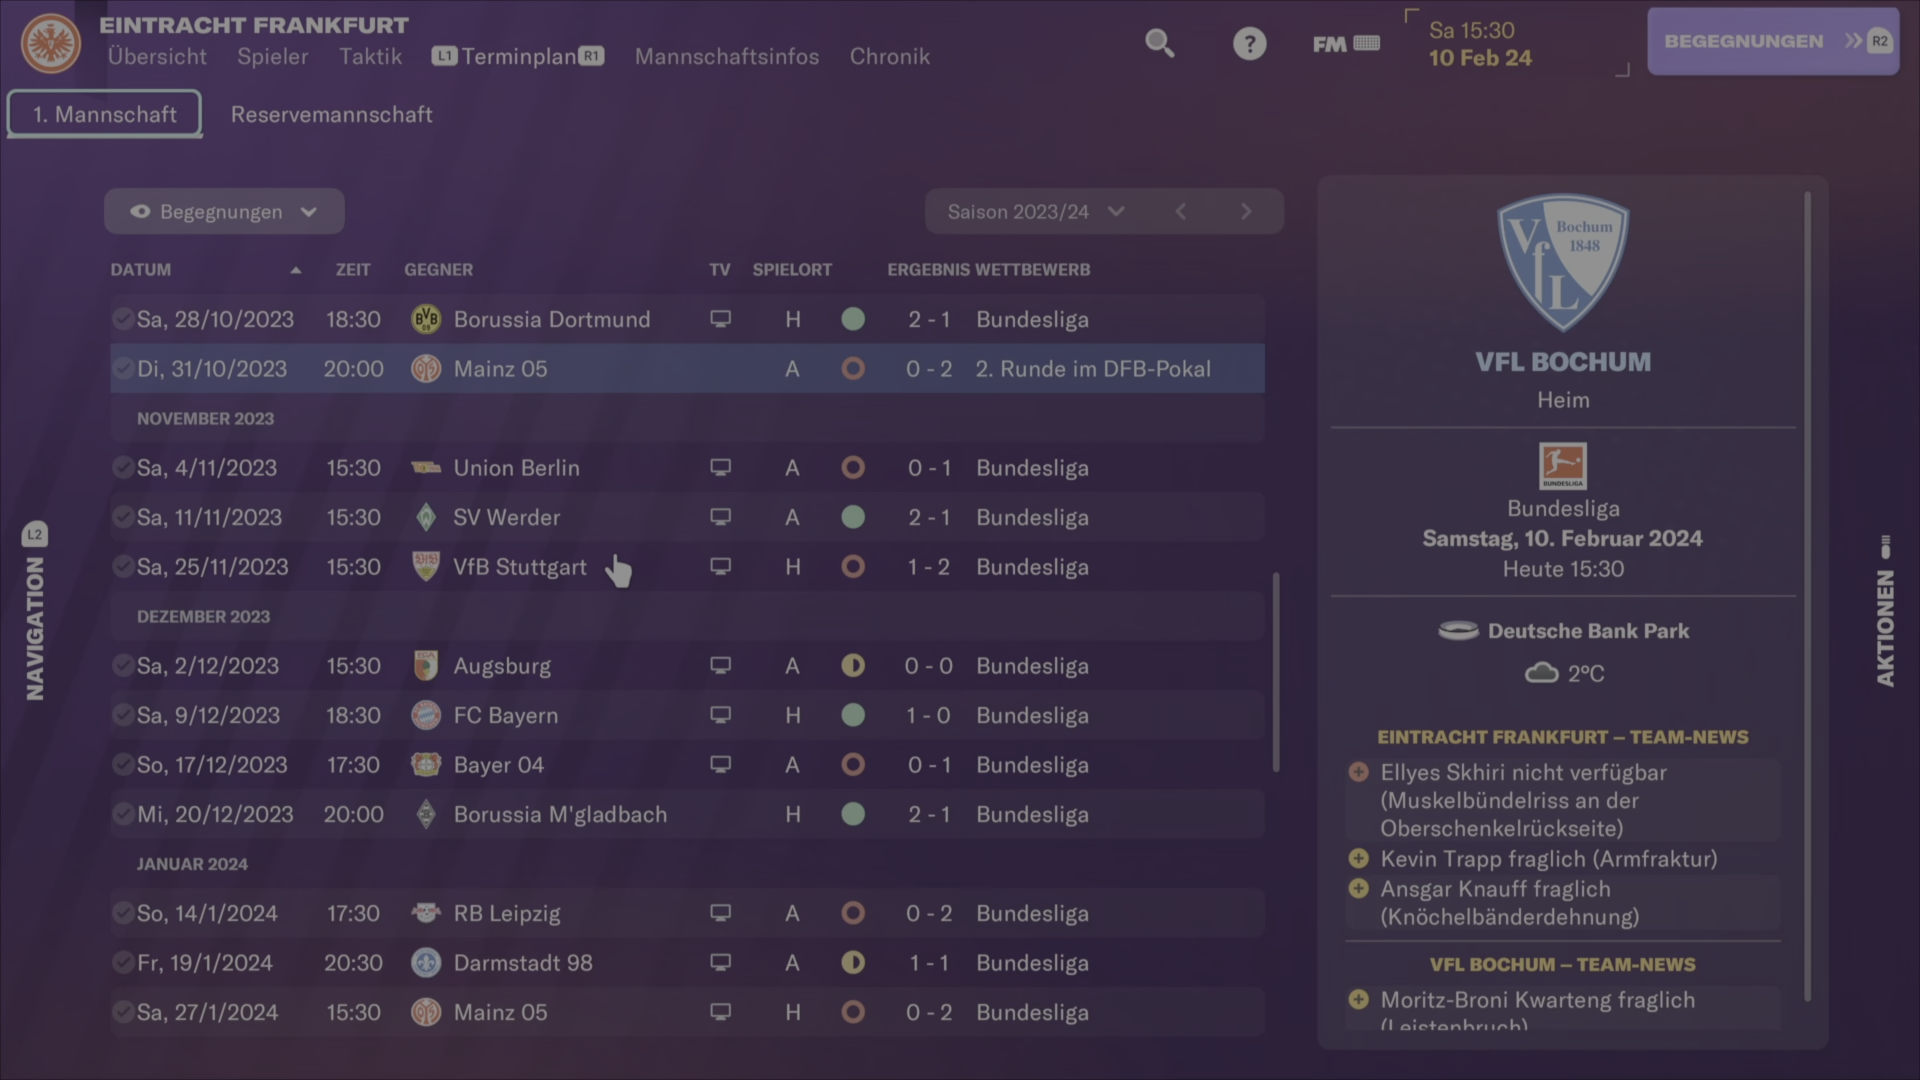 EINTRACHT FRANKFURT
Übersicht Spieler Taktik L1 Terminplan R1 Mannschaftsinfos Chronik
? FM Sa 15:30
10 Feb 24
BEGEGNUNGEN R2
1. Mannschaft Reservemannschaft
Begegnungen Saison 2023/24
DATUM ZEIT GEGNER TV SPIELORT ERGEBNIS WETTBEWERB
Sa, 28/10/2023 18:30 BVB 09 Borussia Dortmund H 2 - 1 Bundesliga
Di, 31/10/2023 20:00 Mainz 05 A 0 - 2 2. Runde im DFB-Pokal
NOVEMBER 2023
Sa, 4/11/2023 15:30 Union Berlin A 0 - 1 Bundesliga
Sa, 11/11/2023 15:30 SV Werder A 2 - 1 Bundesliga
Sa, 25/11/2023 15:30 VfB Stuttgart H 1 - 2 Bundesliga
DEZEMBER 2023
Sa, 2/12/2023 15:30 Augsburg A 0 - 0 Bundesliga
Sa, 9/12/2023 18:30 FC Bayern H 1 - 0 Bundesliga
So, 17/12/2023 17:30 Bayer 04 A 0 - 1 Bundesliga
Mi, 20/12/2023 20:00 Borussia M'gladbach H 2 - 1 Bundesliga
JANUAR 2024
So, 14/1/2024 17:30 RB Leipzig A 0 - 2 Bundesliga
Fr, 19/1/2024 20:30 Darmstadt 98 A 1 - 1 Bundesliga
Sa, 27/1/2024 15:30 Mainz 05 H 0 - 2 Bundesliga
L2
NAVIGATION
VfL Bochum 1848
VFL BOCHUM
Heim
BUNDESLIGA
Bundesliga
Samstag, 10. Februar 2024
Heute 15:30
Deutsche Bank Park
2°C
EINTRACHT FRANKFURT – TEAM-NEWS
Ellyes Skhiri nicht verfügbar
(Muskelbündelriss an der
Oberschenkelrückseite)
Kevin Trapp fraglich (Armfraktur)
Ansgar Knauff fraglich
(Knöchelbänderdehnung)
VFL BOCHUM – TEAM-NEWS
Moritz-Broni Kwarteng fraglich
(Leistenbruch)
AKTIONEN